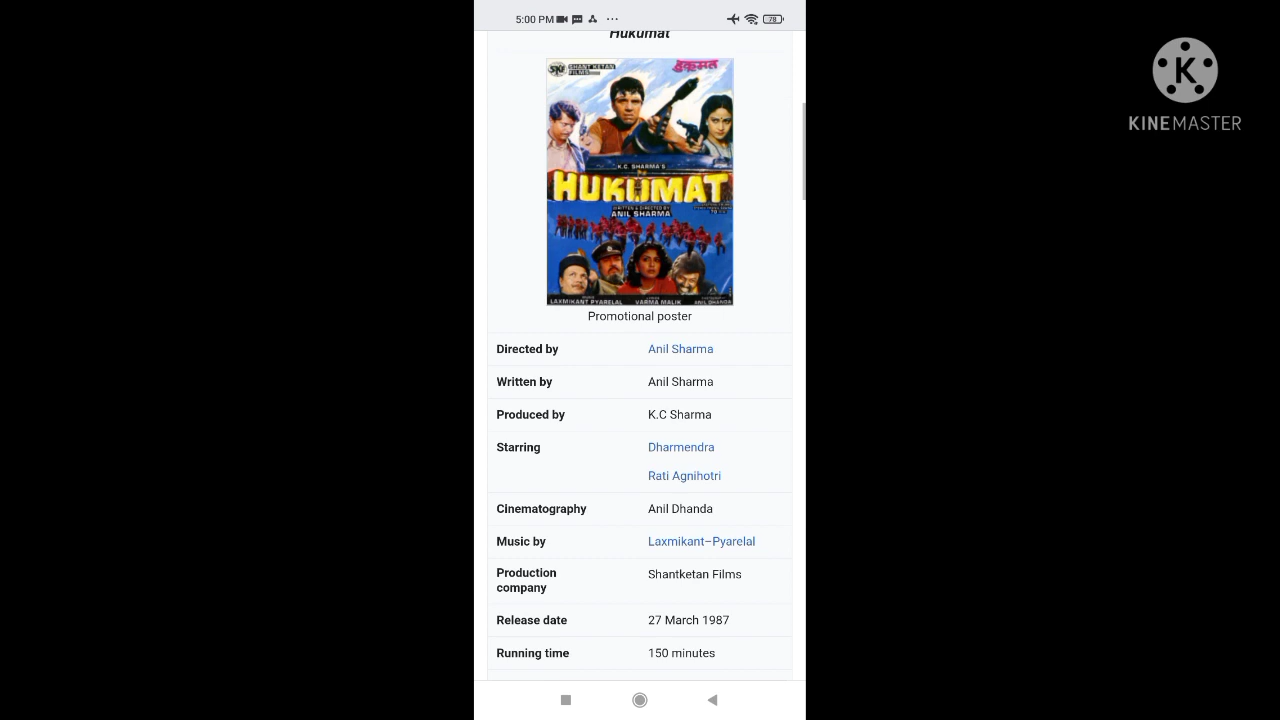 5:00 PM
78
Hukumat
SKF SHANTKETAN
FILMS
हुकूमत
K.C. SHARMA'S
HUKUMAT
WRITTEN & DIRECTED BY
ANIL SHARMA
LAXMIKANT PYARELAL VARMA MALIK ANIL DHANDA
Promotional poster
Directed by Anil Sharma
Written by Anil Sharma
Produced by K.C Sharma
Starring Dharmendra
Rati Agnihotri
Cinematography Anil Dhanda
Music by Laxmikant–Pyarelal
Production
company Shantketan Films
Release date 27 March 1987
Running time 150 minutes
K
KINEMASTER